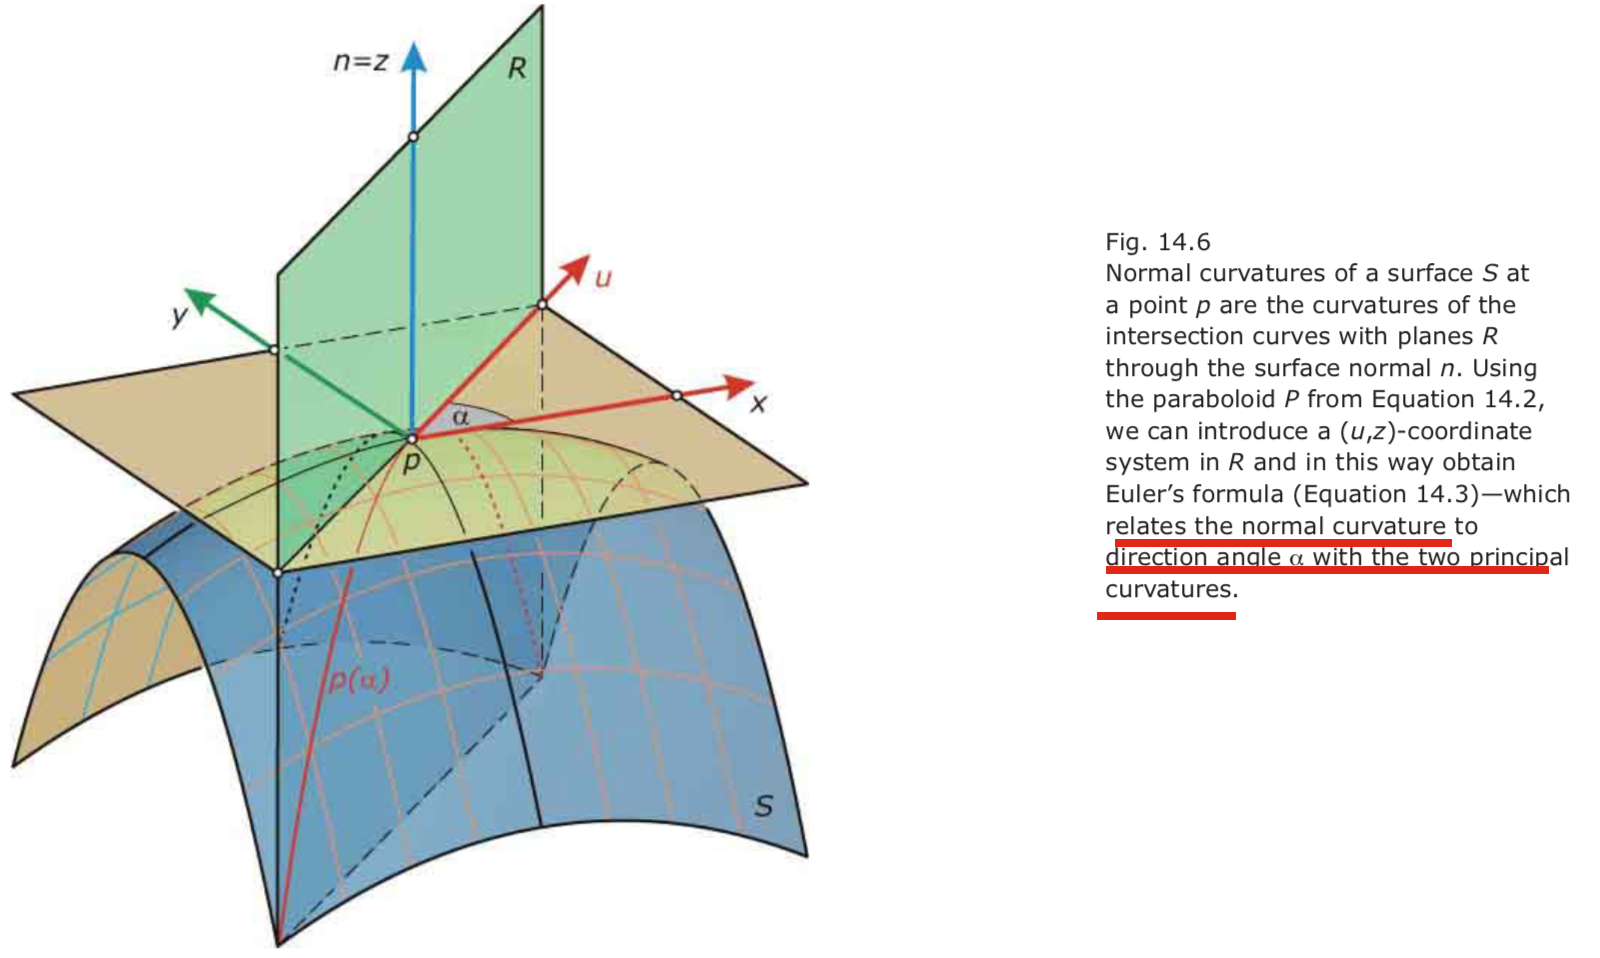 n=z
R
u
y
x
α
p
p(α)
S
Fig. 14.6
Normal curvatures of a surface S at
a point p are the curvatures of the
intersection curves with planes R
through the surface normal n. Using
the paraboloid P from Equation 14.2,
we can introduce a (u,z)-coordinate
system in R and in this way obtain
Euler’s formula (Equation 14.3)—which
relates the normal curvature to
direction angle α with the two principal
curvatures.